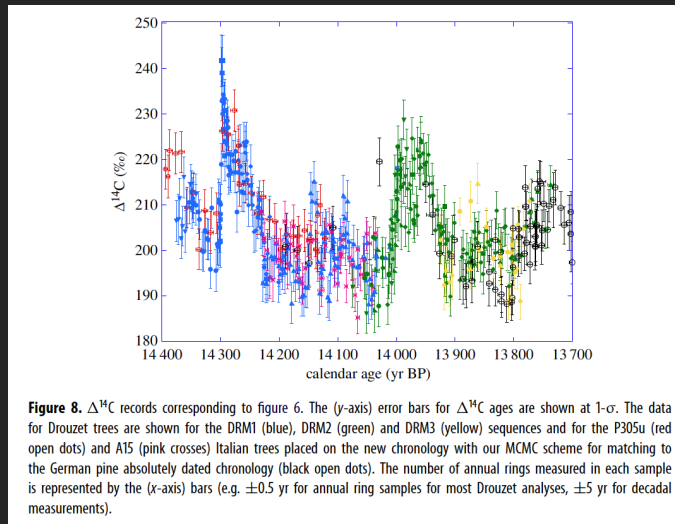 250
240
230
220
210
200
190
180
Δ¹⁴C (‰)
14 400 14 300 14 200 14 100 14 000 13 900 13 800 13 700
calendar age (yr BP)
Figure 8. Δ¹⁴C records corresponding to figure 6. The (y-axis) error bars for Δ¹⁴C ages are shown at 1-σ. The data
for Drouzet trees are shown for the DRM1 (blue), DRM2 (green) and DRM3 (yellow) sequences and for the P305u (red
open dots) and A15 (pink crosses) Italian trees placed on the new chronology with our MCMC scheme for matching to
the German pine absolutely dated chronology (black open dots). The number of annual rings measured in each sample
is represented by the (x-axis) bars (e.g. ±0.5 yr for annual ring samples for most Drouzet analyses, ±5 yr for decadal
measurements).